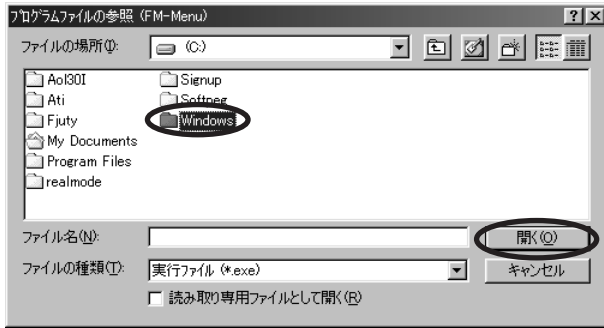 プログラムファイルの参照 (FM-Menu)
ファイルの場所(I):
(C:)
Aol30I
Ati
Fjuty
My Documents
Program Files
realmode
Signup
Softpeg
Windows
ファイル名(N):
開く(O)
ファイルの種類(T):
実行ファイル (*.exe)
キャンセル
読み取り専用ファイルとして開く(R)